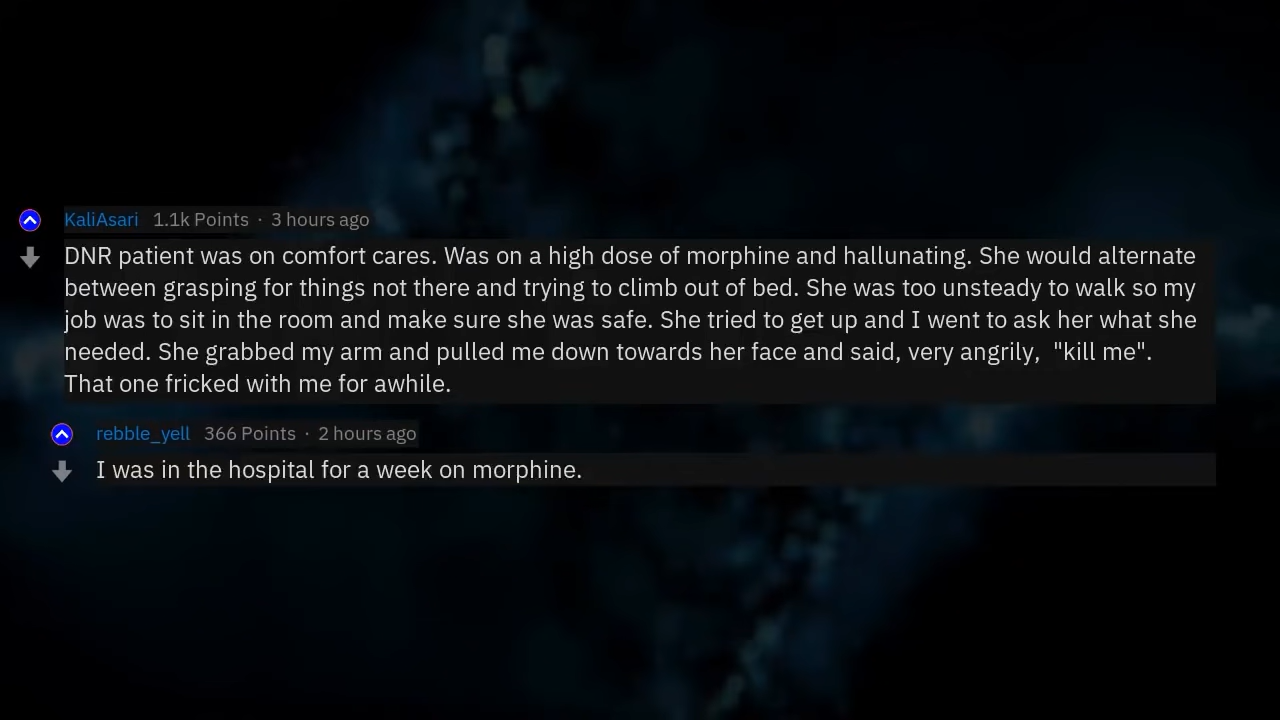 KaliAsari 1.1k Points · 3 hours ago
DNR patient was on comfort cares. Was on a high dose of morphine and hallunating. She would alternate
between grasping for things not there and trying to climb out of bed. She was too unsteady to walk so my
job was to sit in the room and make sure she was safe. She tried to get up and I went to ask her what she
needed. She grabbed my arm and pulled me down towards her face and said, very angrily,  "kill me".
That one fricked with me for awhile.
rebble_yell 366 Points · 2 hours ago
I was in the hospital for a week on morphine.